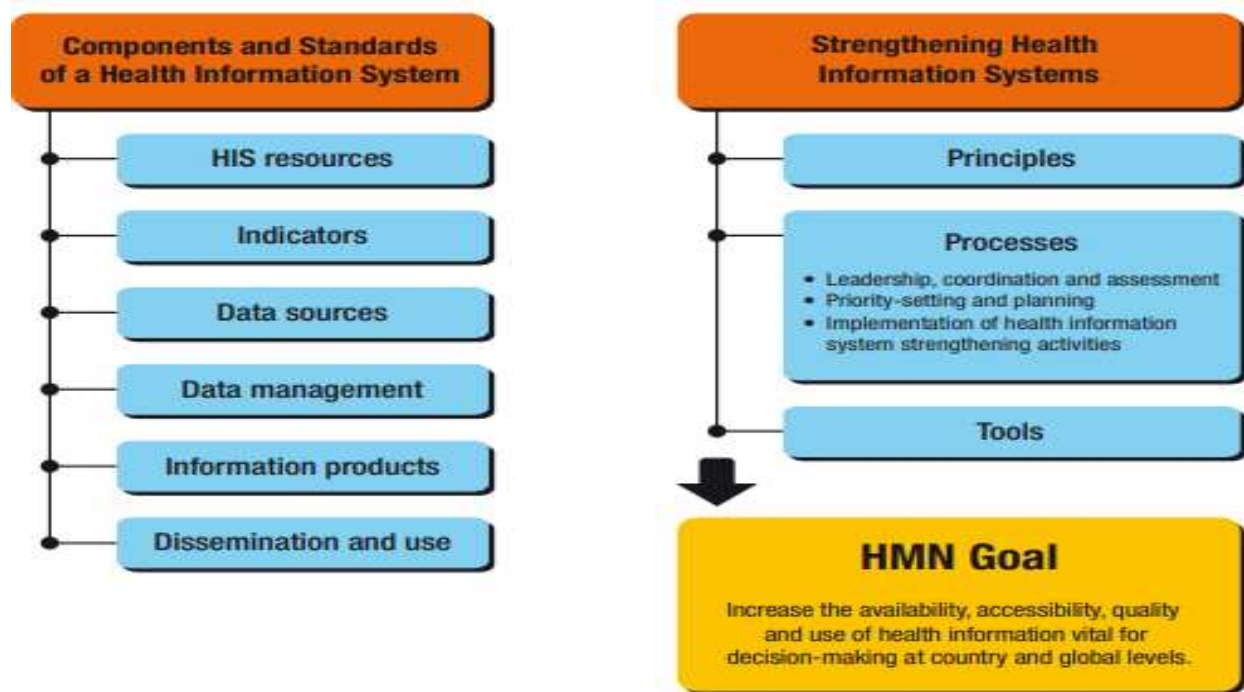 Components and Standards
of a Health Information System
HIS resources
Indicators
Data sources
Data management
Information products
Dissemination and use
Strengthening Health
Information Systems
Principles
Processes
• Leadership, coordination and assessment
• Priority-setting and planning
• Implementation of health information
system strengthening activities
Tools
HMN Goal
Increase the availability, accessibility, quality
and use of health information vital for
decision-making at country and global levels.